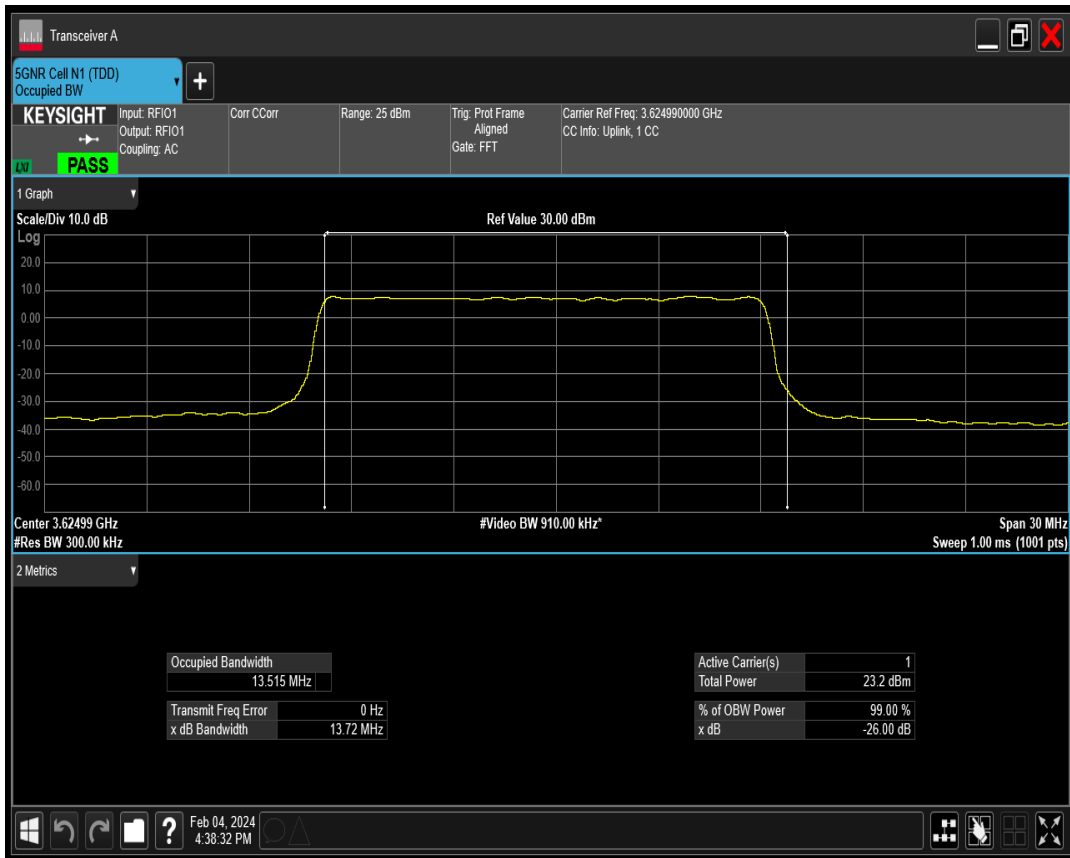 Transceiver A
5GNR Cell N1 (TDD)
Occupied BW
+
KEYSIGHT
LXI
PASS
Input: RFIO1
Output: RFIO1
Coupling: AC
Corr CCorr
Range: 25 dBm
Trig: Prot Frame
Aligned
Gate: FFT
Carrier Ref Freq: 3.624990000 GHz
CC Info: Uplink, 1 CC
1 Graph
Scale/Div 10.0 dB
Ref Value 30.00 dBm
Log
20.0
10.0
0.00
-10.0
-20.0
-30.0
-40.0
-50.0
-60.0
Center 3.62499 GHz
#Video BW 910.00 kHz*
Span 30 MHz
#Res BW 300.00 kHz
Sweep 1.00 ms (1001 pts)
2 Metrics
Occupied Bandwidth
13.515 MHz
Transmit Freq Error 0 Hz
x dB Bandwidth 13.72 MHz
Active Carrier(s) 1
Total Power 23.2 dBm
% of OBW Power 99.00 %
x dB -26.00 dB
?
Feb 04, 2024
4:38:32 PM